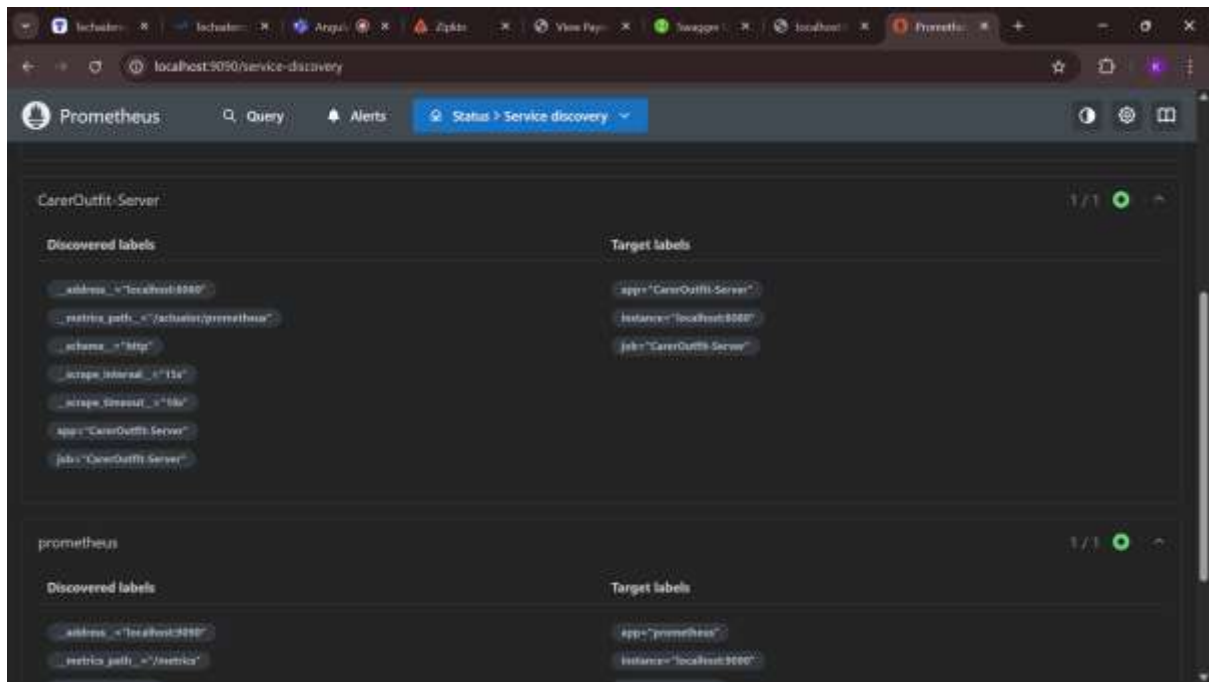 Zipkin
localhost:9090/service-discovery
Prometheus Query Alerts Status > Service discovery
CarerOutfit-Server 1 / 1
Discovered labels Target labels
__address__="localhost:8080" app="CarerOutfit-Server"
__metrics_path__="/actuator/prometheus" instance="localhost:8080"
__scheme__="http" job="CarerOutfit-Server"
__scrape_interval__="15s"
__scrape_timeout__="10s"
app="CarerOutfit-Server"
job="CarerOutfit-Server"
prometheus 1 / 1
Discovered labels Target labels
__address__="localhost:9090" app="prometheus"
__metrics_path__="/metrics" instance="localhost:9090"